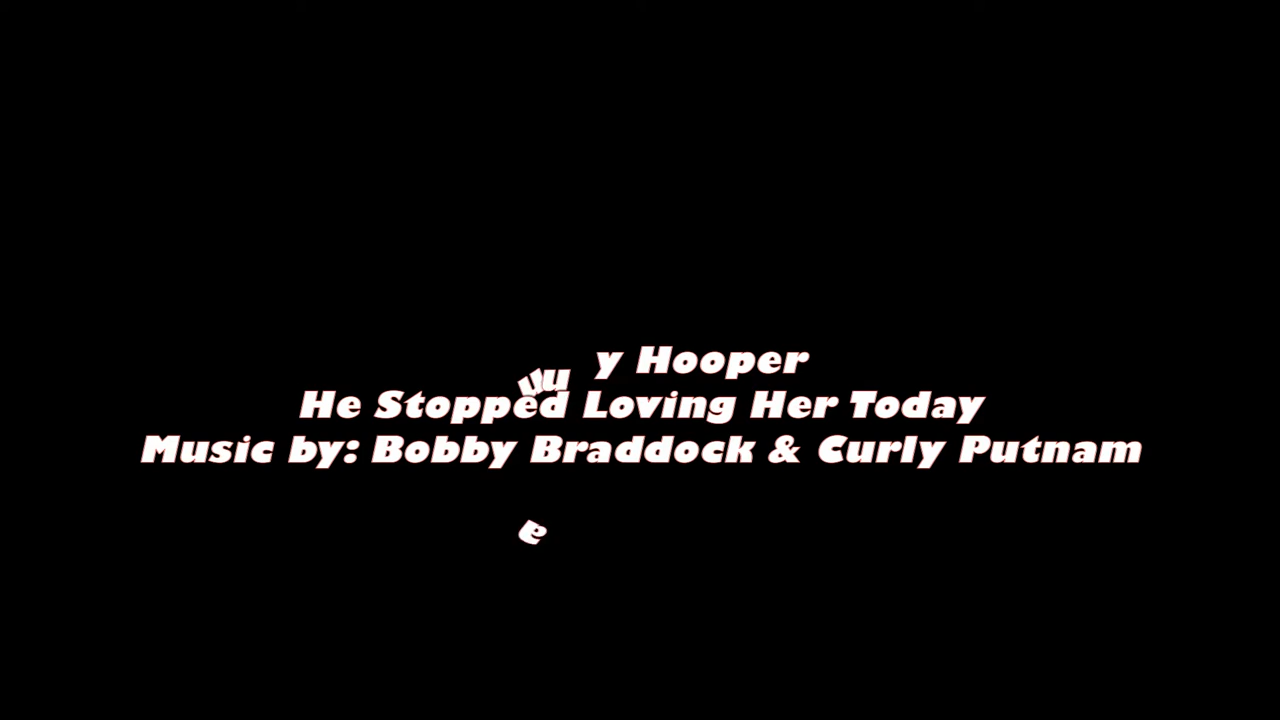 y Hooper
He Stopped Loving Her Today
Music by: Bobby Braddock & Curly Putnam